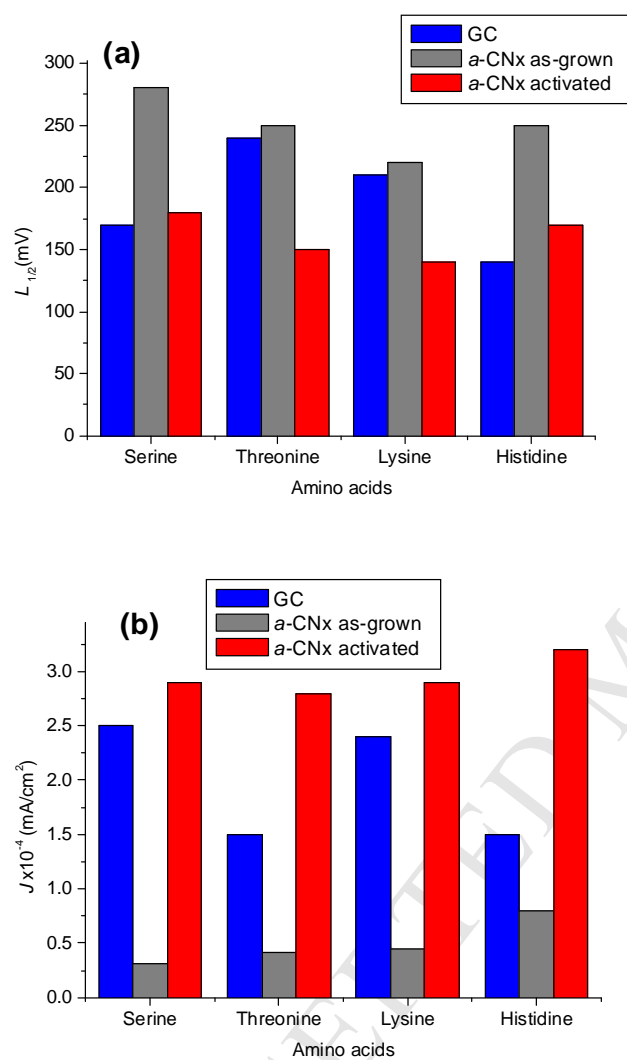 (a)
GC
a-CNx as-grown
a-CNx activated
300
250
200
150
100
50
0
L 1/2(mV)
Serine Threonine Lysine Histidine
Amino acids
(b)
GC
a-CNx as-grown
a-CNx activated
3.0
2.5
2.0
1.5
1.0
0.5
0.0
J x10-4 (mA/cm2)
Serine Threonine Lysine Histidine
Amino acids